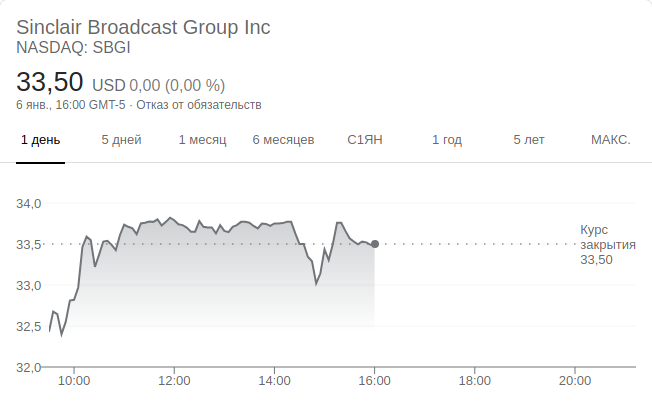 Sinclair Broadcast Group Inc
NASDAQ: SBGI
33,50 USD 0,00 (0,00 %)
6 янв., 16:00 GMT-5 · Отказ от обязательств
1 день 5 дней 1 месяц 6 месяцев С1ЯН 1 год 5 лет МАКС.
34,0
33,5
33,0
32,5
32,0
Курс
закрытия
33,50
10:00 12:00 14:00 16:00 18:00 20:00